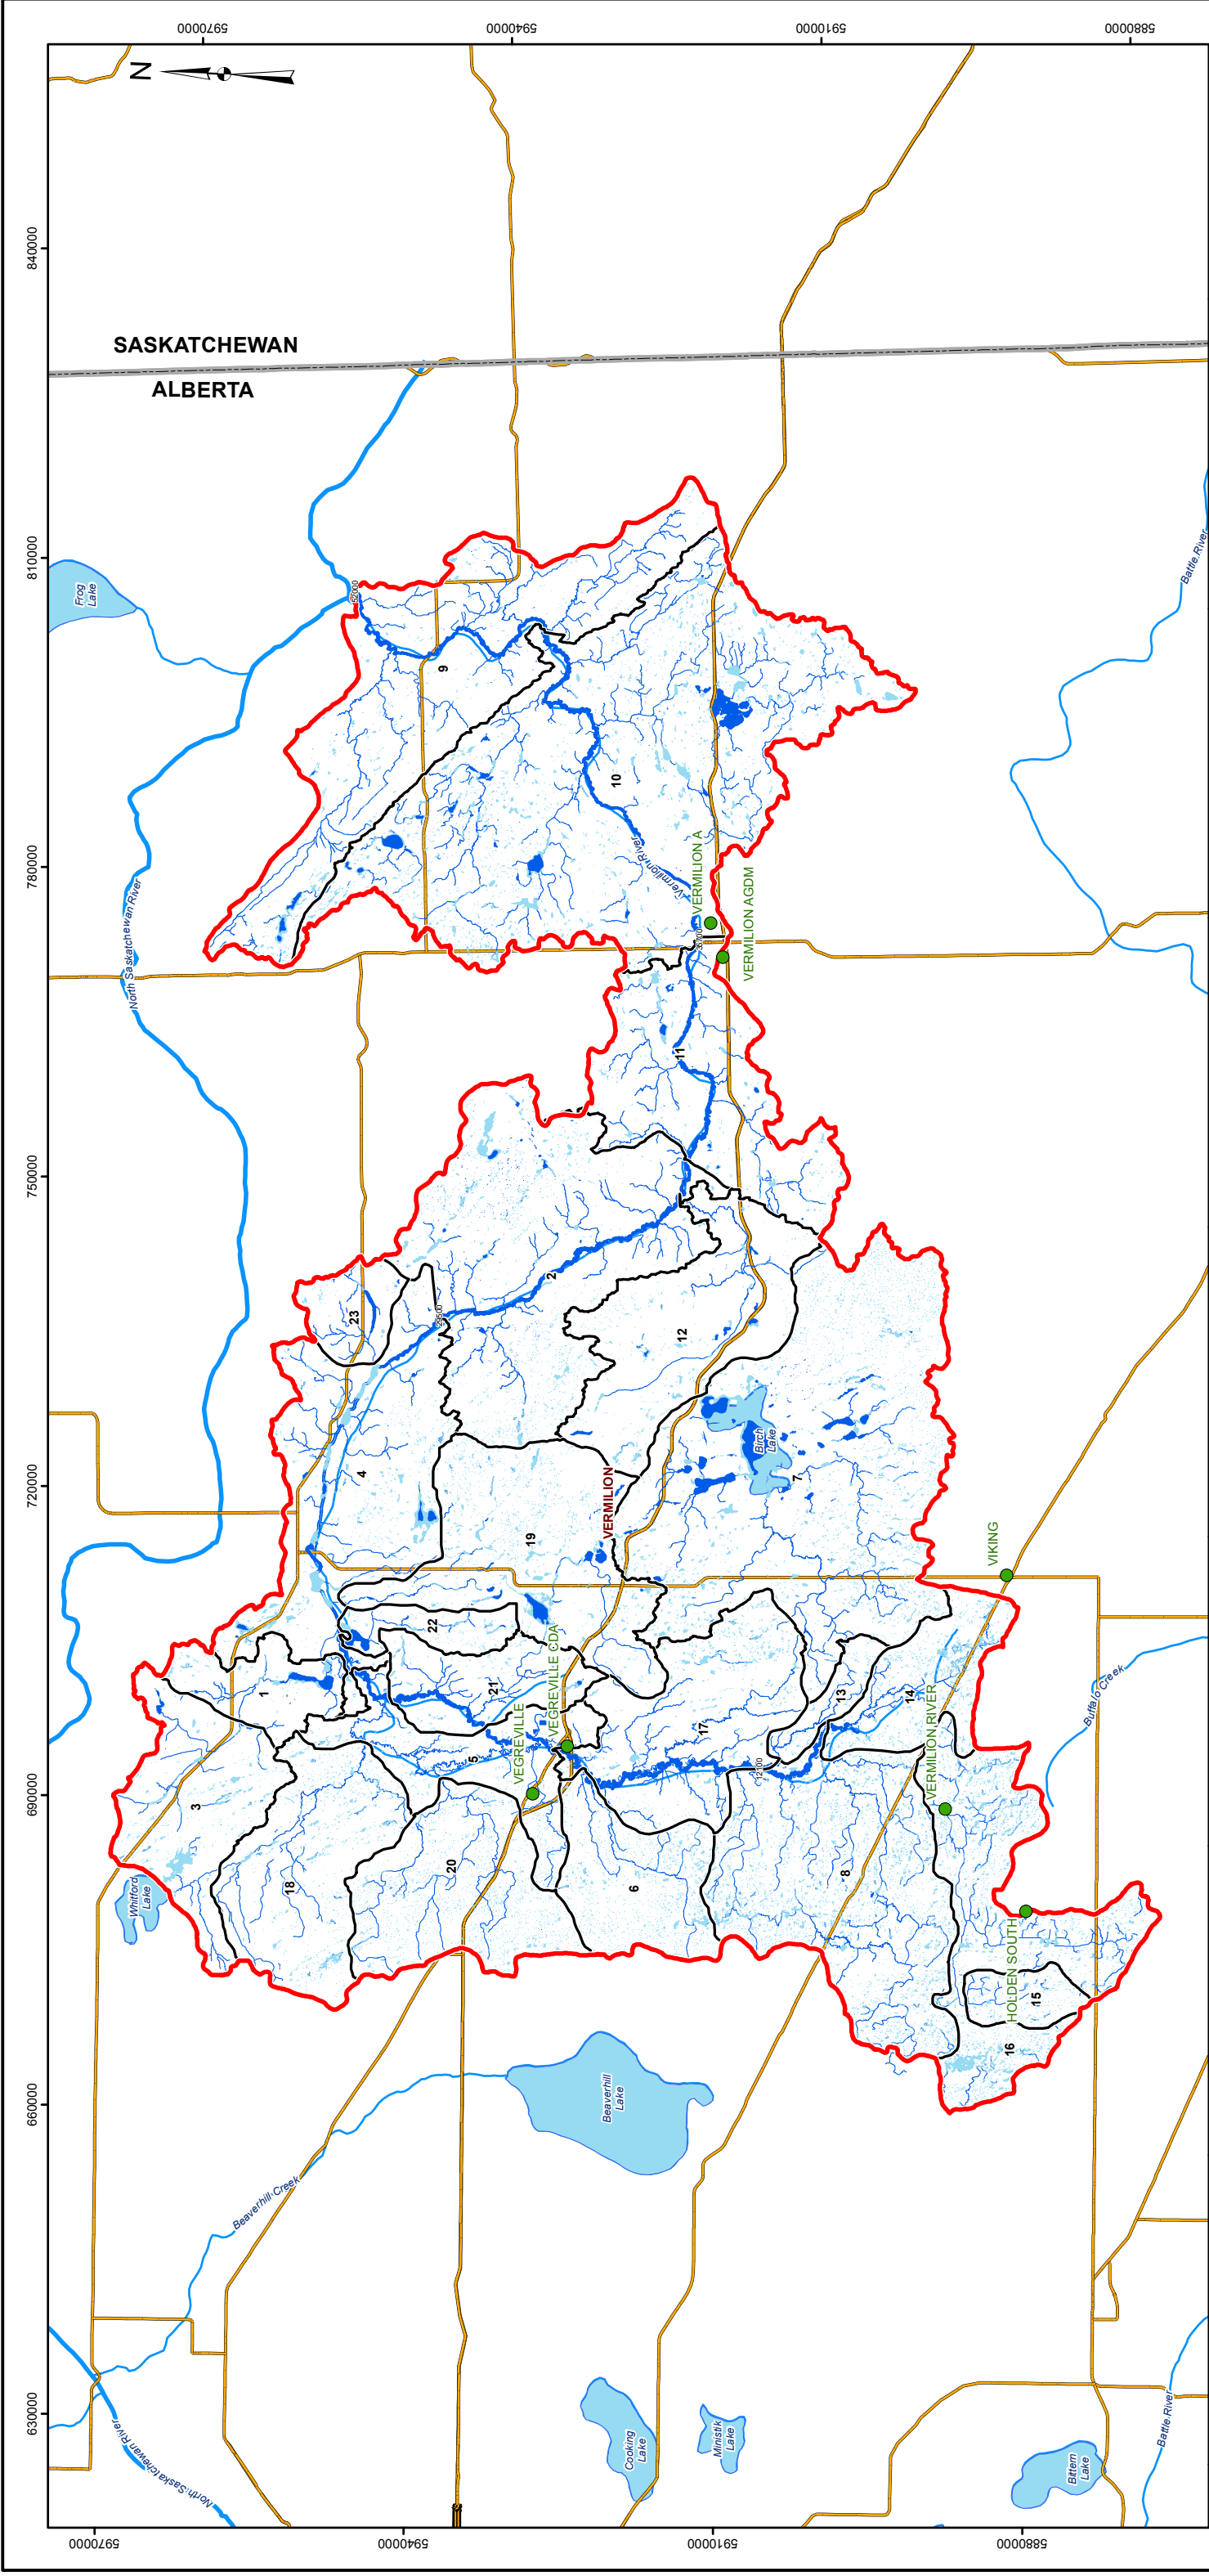 5970000
5940000
5910000
5880000
N
840000
810000
780000
750000
720000
690000
660000
630000
SASKATCHEWAN
ALBERTA
Frog
Lake
52000
9
10
Battle River
North Saskatchewan River
Vermilion River
VERMILION A
VERMILION AGDM
11
2
23
29500
12
4
Birch
Lake
7
VERMILION
19
VIKING
22
VEGREVILLE CDA
21
1
5
VEGREVILLE
17
13
14
VERMILION RIVER
Buffalo Creek
12100
3
Whitford
Lake
18
20
6
8
HOLDEN SOUTH
15
16
Beaverhill
Lake
Beaverhill Creek
North Saskatchewan River
Cooking
Lake
Ministik
Lake
Bittern
Lake
Battle River
5970000
5940000
5910000
5880000